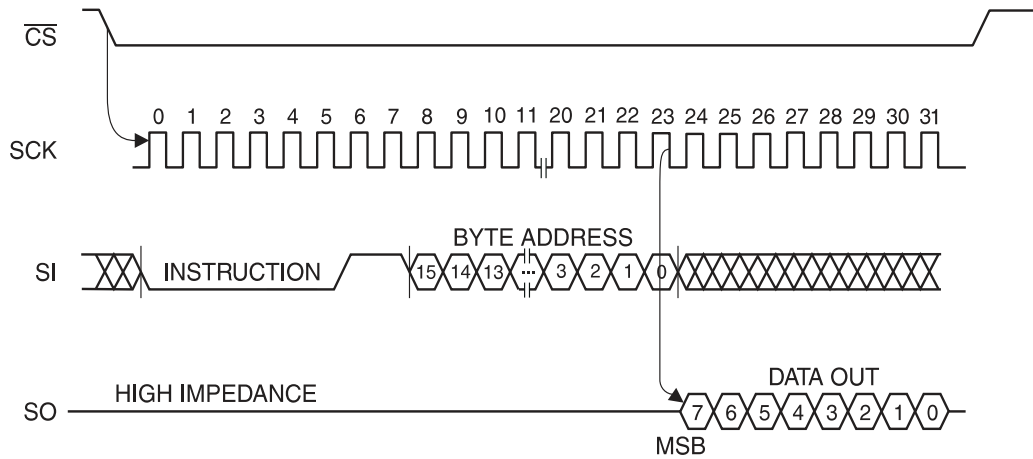 CS
0 1 2 3 4 5 6 7 8 9 10 11 20 21 22 23 24 25 26 27 28 29 30 31
SCK
BYTE ADDRESS
SI INSTRUCTION 15 14 13 ... 3 2 1 0
HIGH IMPEDANCE DATA OUT
SO 7 6 5 4 3 2 1 0
MSB